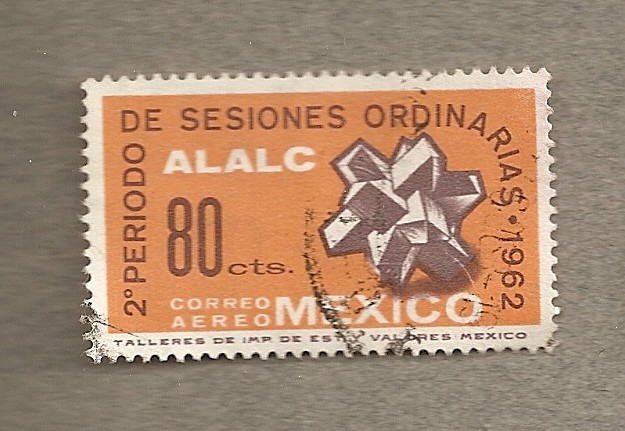 2º PERIODO DE SESIONES ORDINARIAS • 1962
ALALC
80 cts.
CORREO
AEREO MEXICO
TALLERES DE IMP. DE EST. Y VALORES MEXICO